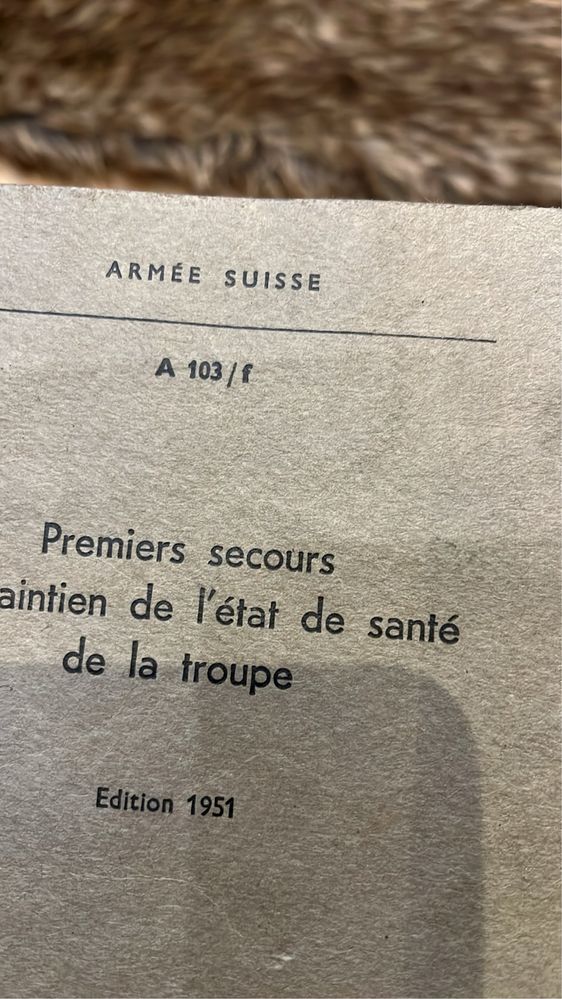 ARMÉE SUISSE
A 103/f
Premiers secours
aintien de l'état de santé
de la troupe
Edition 1951